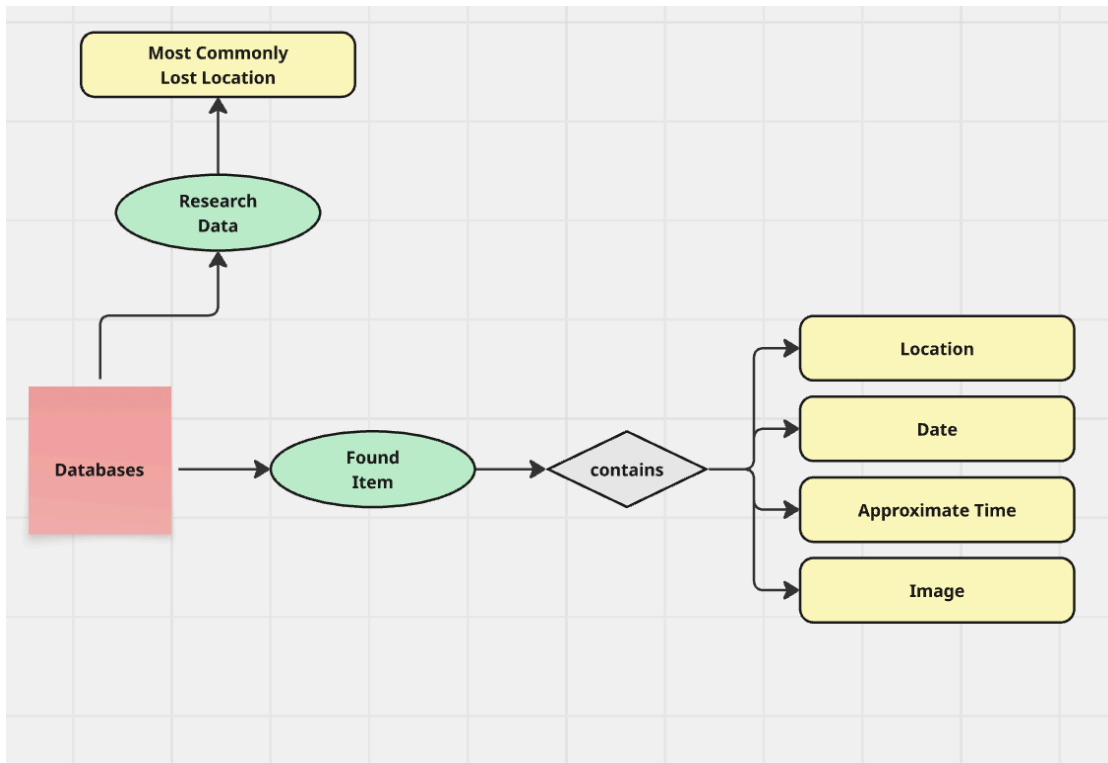 Most Commonly
Lost Location
Research
Data
Databases
Found
Item
contains
Location
Date
Approximate Time
Image